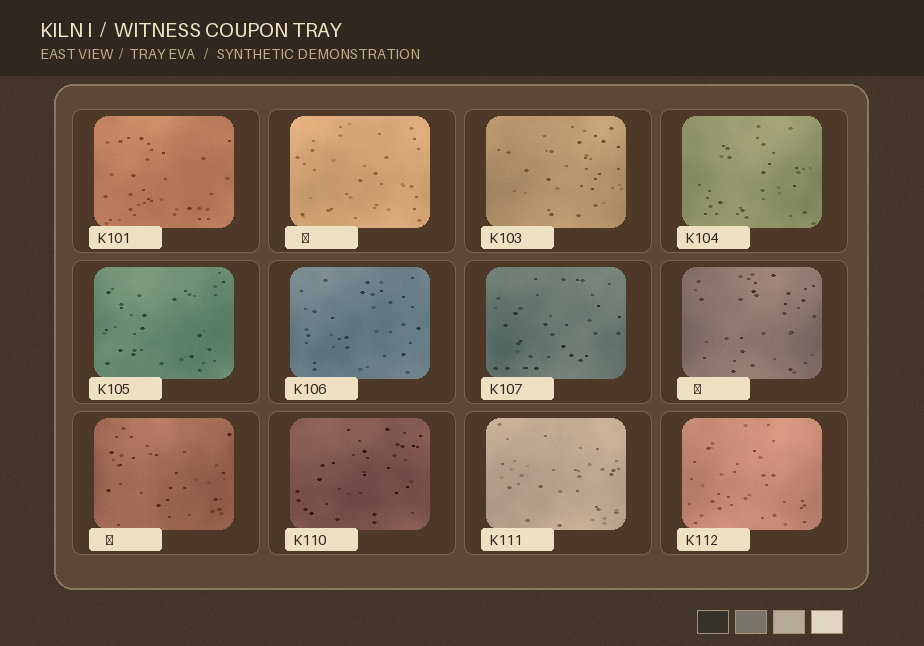 KILN I / WITNESS COUPON TRAY
EAST VIEW / TRAY EVA / SYNTHETIC DEMONSTRATION
K101
K103
K104
K105
K106
K107
K110
K111
K112